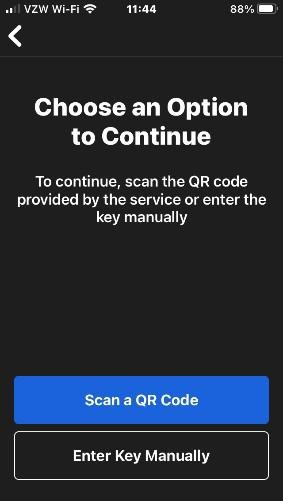 VZW Wi-Fi 11:44 88%
Choose an Option
to Continue
To continue, scan the QR code
provided by the service or enter the
key manually
Scan a QR Code
Enter Key Manually